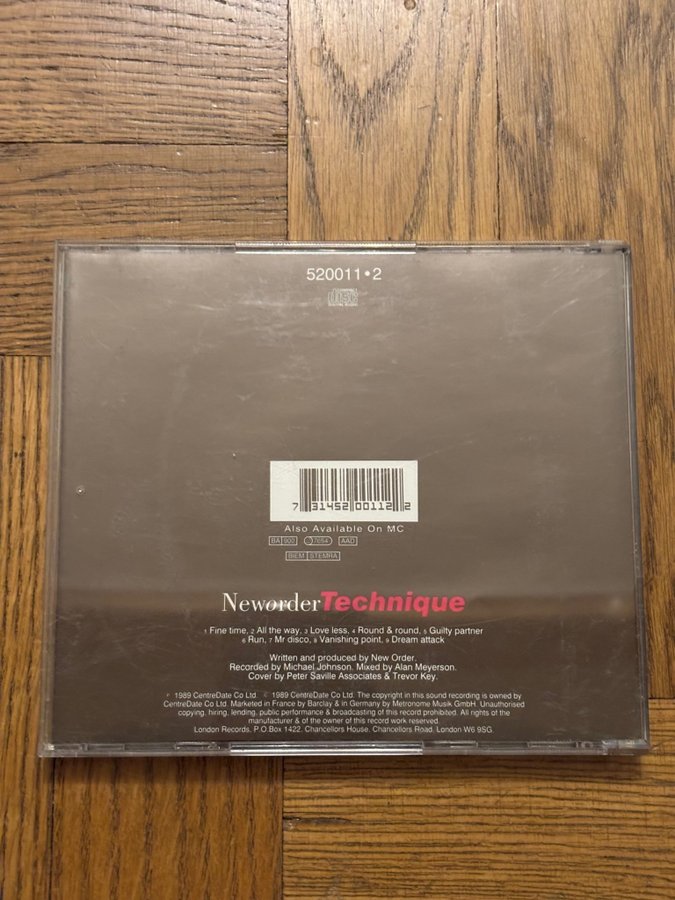 520011•2
COMPACT disc DIGITAL AUDIO
7 31452 00112 2
Also Available On MC
BA 900 7654 AAD
BIEM STEMRA
NeworderTechnique
1 Fine time, 2 All the way, 3 Love less, 4 Round & round, 5 Guilty partner
6 Run, 7 Mr disco, 8 Vanishing point, 9 Dream attack
Written and produced by New Order.
Recorded by Michael Johnson. Mixed by Alan Meyerson.
Cover by Peter Saville Associates & Trevor Key.
℗ 1989 CentreDate Co Ltd. © 1989 CentreDate Co Ltd. The copyright in this sound recording is owned by
CentreDate Co Ltd. Marketed in France by Barclay & in Germany by Metronome Musik GmbH. Unauthorised
copying, hiring, lending, public performance & broadcasting of this record prohibited. All rights of the
manufacturer & of the owner of this record work reserved.
London Records, P.O.Box 1422, Chancellors House, Chancellors Road, London W6 9SG.